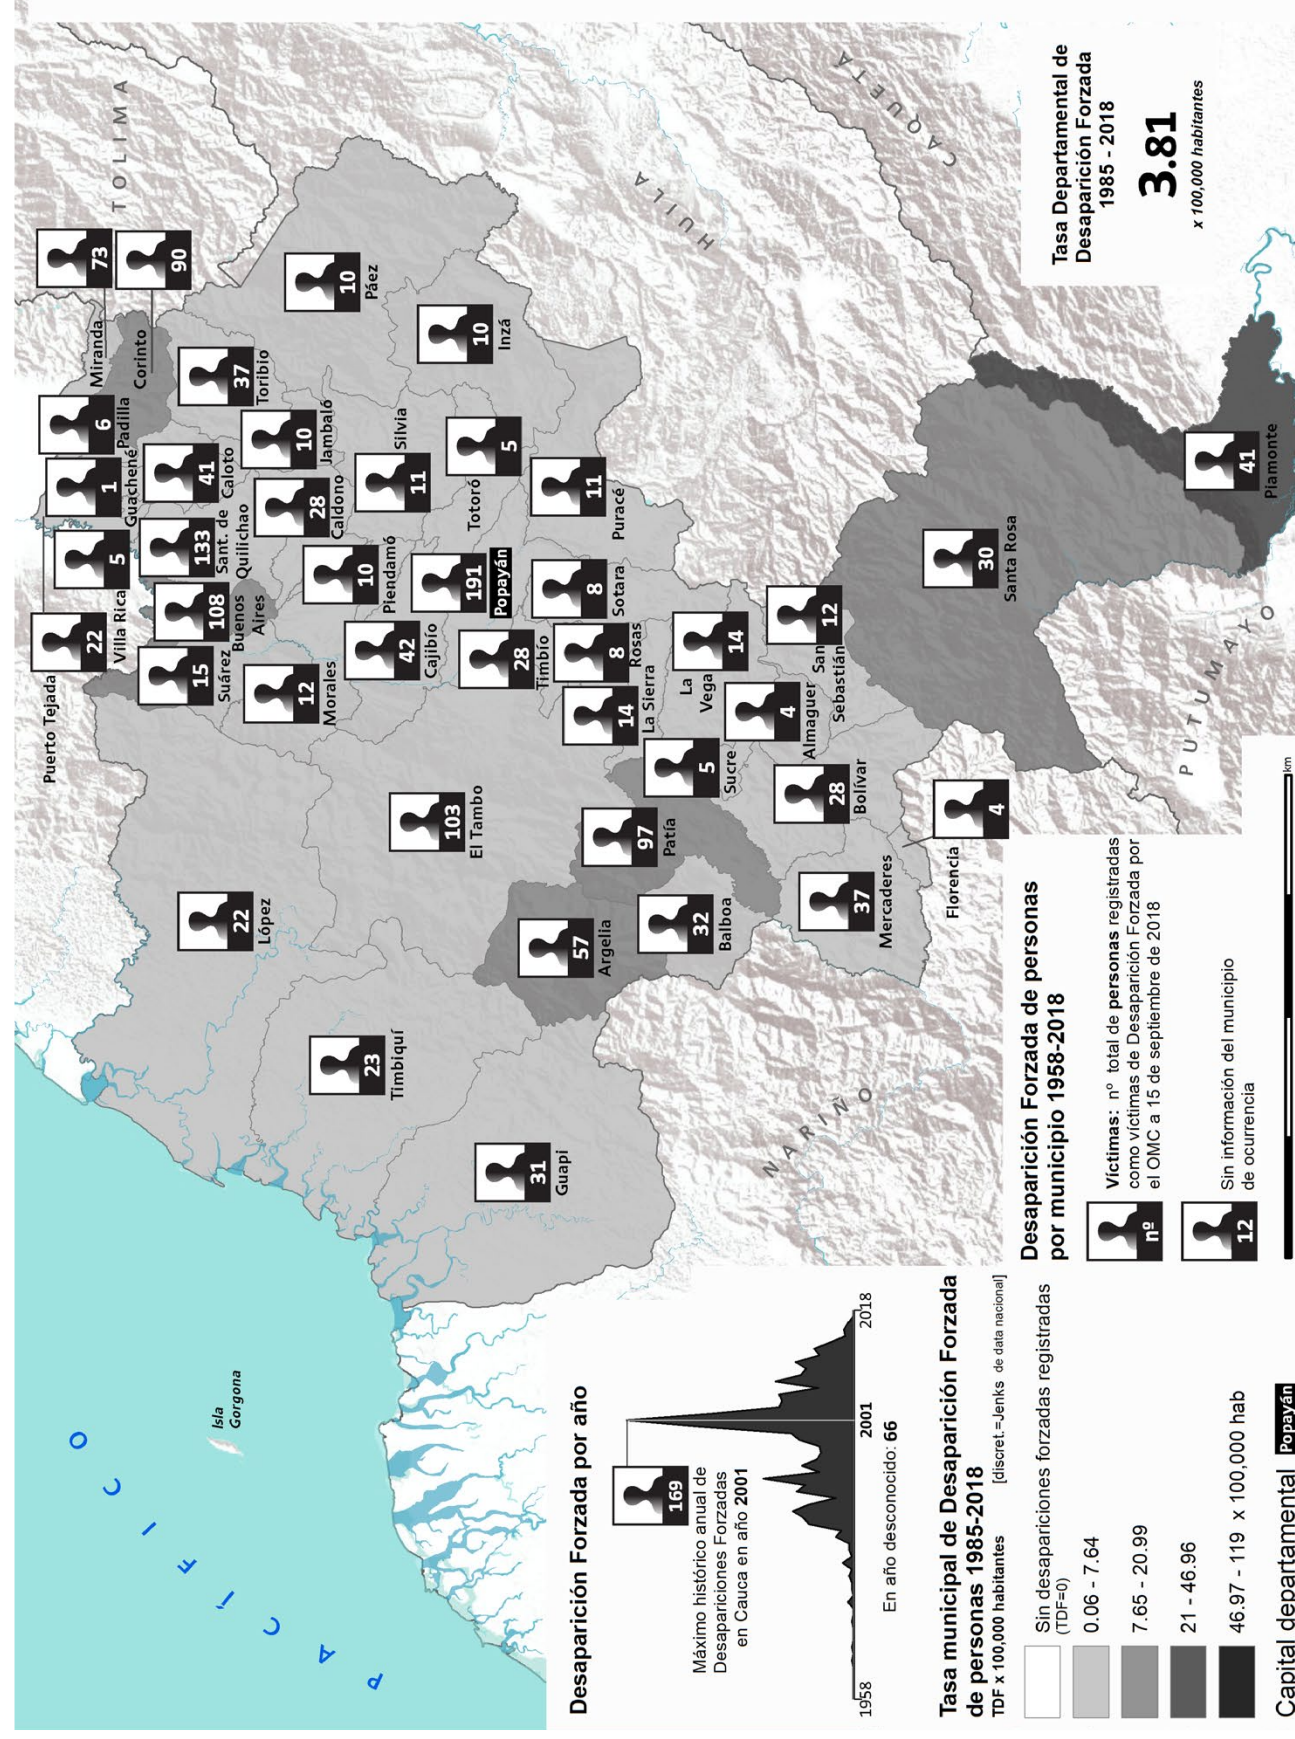 PACÍFICO
Isla
Gorgona
TOLIMA
HUILA
CAQUETA
PUTUMAYO
NARIÑO
73
Miranda
90
Corinto
6
Padilla
1
Guachené
5
Villa Rica
22
Puerto Tejada
37
Toribío
41
Caloto
133
Sant. de
Quilichao
108
Buenos
Aires
15
Suárez
10
Jambaló
28
Caldono
12
Morales
10
Páez
10
Inzá
11
Silvia
5
Totoró
10
Piendamó
42
Cajibío
191
Popayán
11
Puracé
28
Timbío
8
Sotara
8
Rosas
14
La Sierra
14
La
Vega
12
San
Sebastián
4
Almaguer
5
Sucre
28
Bolívar
97
Patía
103
El Tambo
22
López
23
Timbiquí
31
Guapi
57
Argelia
32
Balboa
37
Mercaderes
4
Florencia
30
Santa Rosa
41
Piamonte
Tasa Departamental de
Desaparición Forzada
1985 - 2018
3.81
x 100,000 habitantes
Desaparición Forzada por año
169
Máximo histórico anual de
Desapariciones Forzadas
en Cauca en año 2001
1958
2001
2018
En año desconocido: 66
Tasa municipal de Desaparición Forzada
de personas 1985-2018
TDF x 100,000 habitantes [discret.=Jenks de data nacional]
Sin desapariciones forzadas registradas
(TDF=0)
0.06 - 7.64
7.65 - 20.99
21 - 46.96
46.97 - 119 x 100,000 hab
Capital departamental Popayán
Desaparición Forzada de personas
por municipio 1958-2018
nº
Víctimas: nº total de personas registradas
como víctimas de Desaparición Forzada por
el OMC a 15 de septiembre de 2018
12
Sin información del municipio
de ocurrencia
km